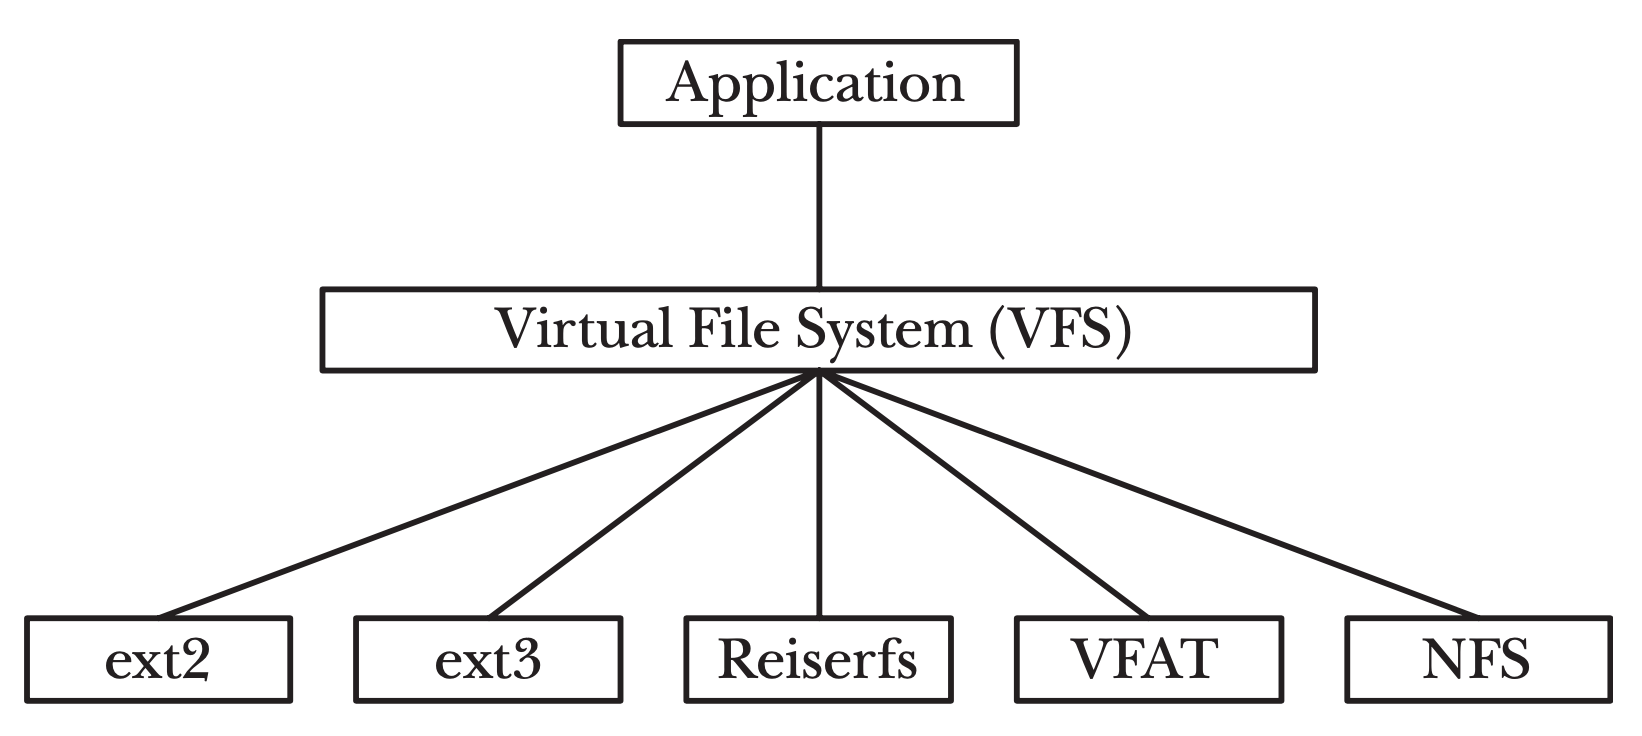 Application
Virtual File System (VFS)
ext2
ext3
Reiserfs
VFAT
NFS